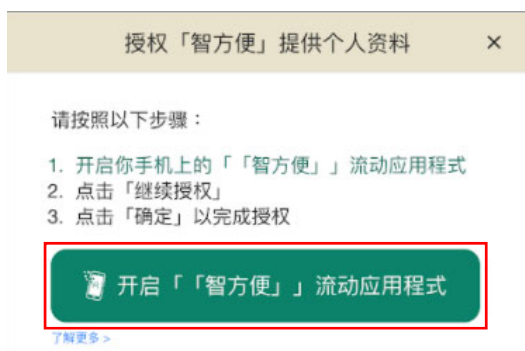 授权「智方便」提供个人资料 ×
请按照以下步骤：
1. 开启你手机上的「「智方便」」流动应用程式
2. 点击「继续授权」
3. 点击「确定」以完成授权
开启「「智方便」」流动应用程式
了解更多 >